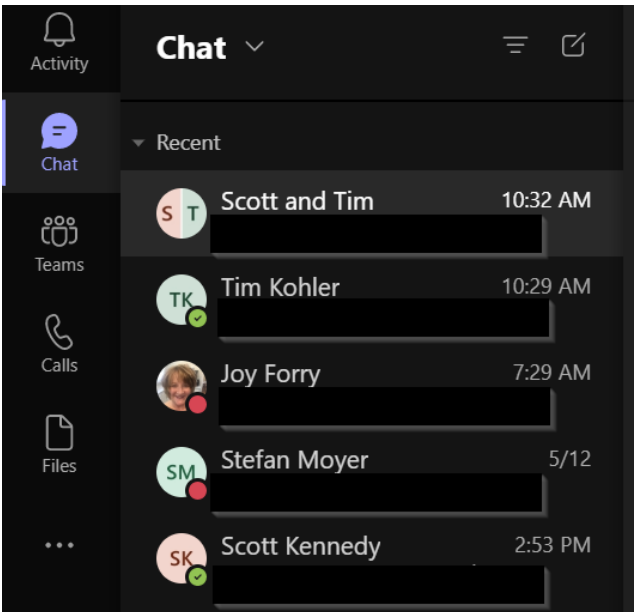 Activity
Chat
Teams
Calls
Files
Chat
Recent
S T
Scott and Tim 10:32 AM
TK
Tim Kohler 10:29 AM
Joy Forry 7:29 AM
SM
Stefan Moyer 5/12
SK
Scott Kennedy 2:53 PM